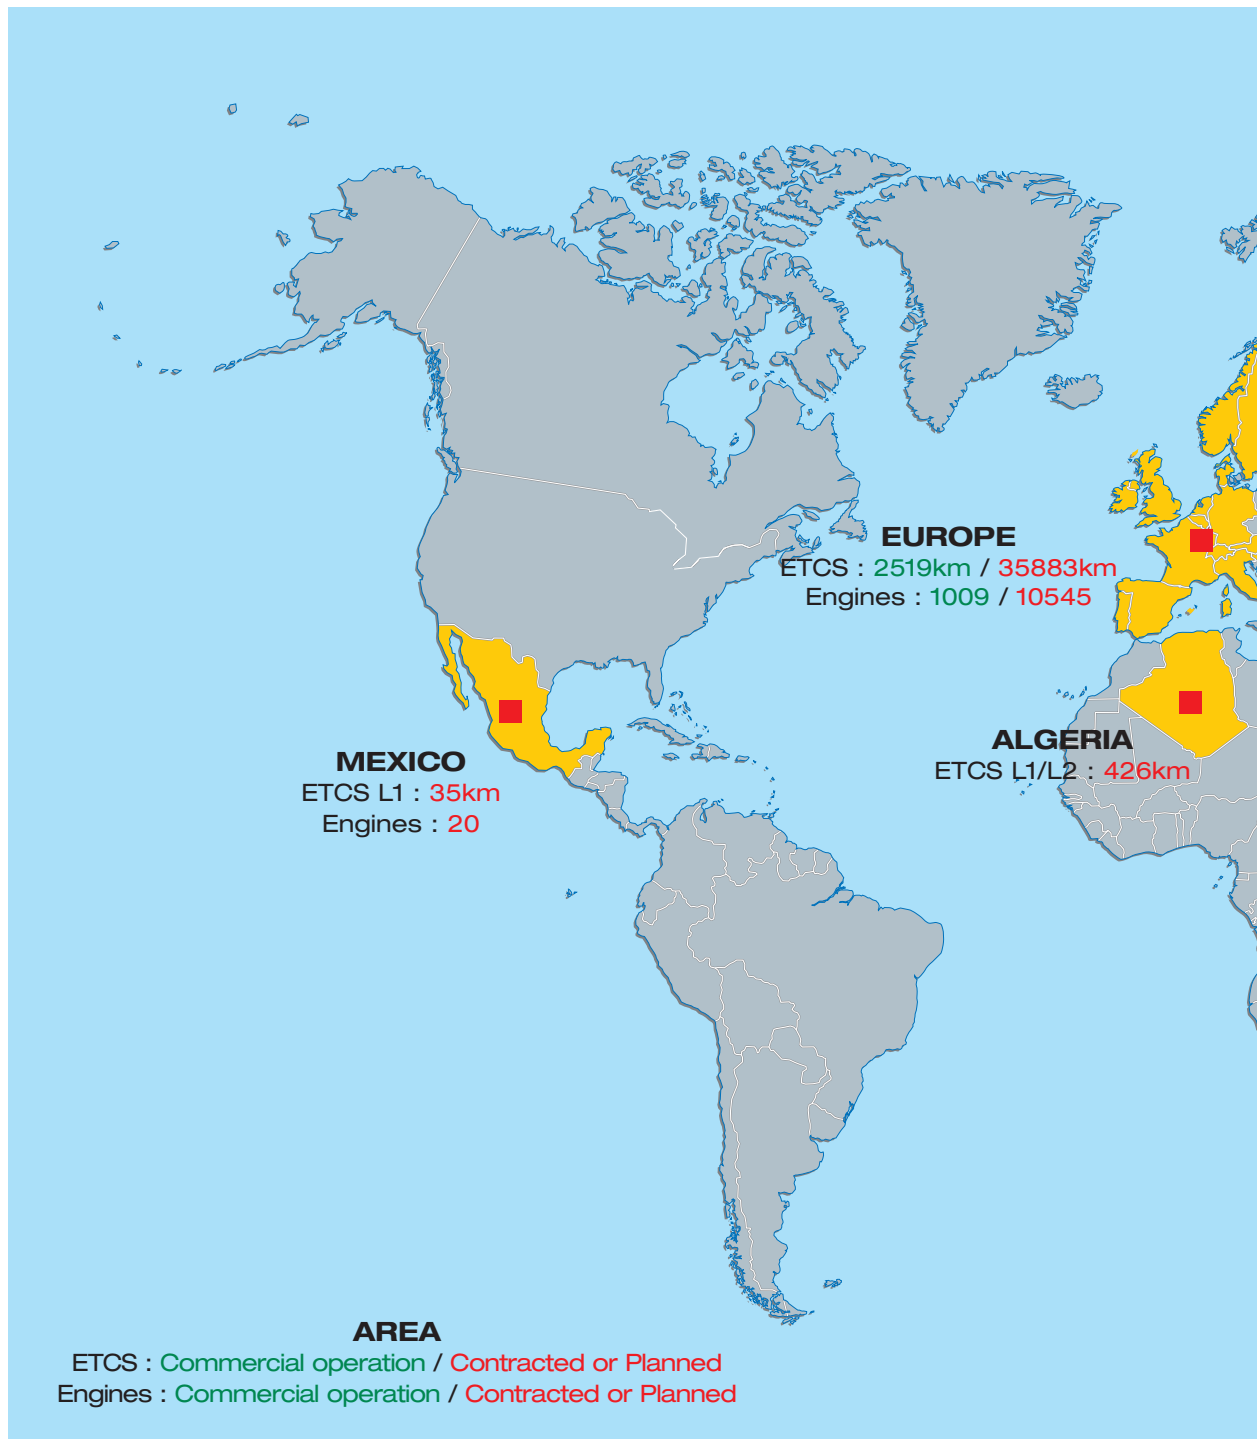 EUROPE
ETCS : 2519km / 35883km
Engines : 1009 / 10545
MEXICO
ETCS L1 : 35km
Engines : 20
ALGERIA
ETCS L1/L2 : 426km
AREA
ETCS : Commercial operation / Contracted or Planned
Engines : Commercial operation / Contracted or Planned